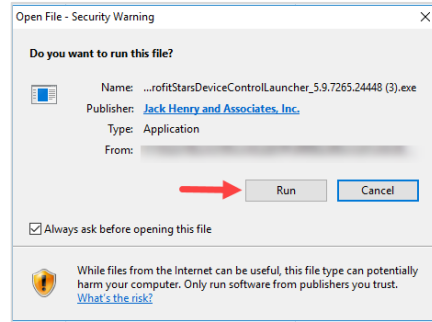 Open File - Security Warning
Do you want to run this file?
Name: ...rofitStarsDeviceControlLauncher_5.9.7265.24448 (3).exe
Publisher: Jack Henry and Associates, Inc.
Type: Application
From:
Run Cancel
Always ask before opening this file
While files from the Internet can be useful, this file type can potentially
harm your computer. Only run software from publishers you trust.
What's the risk?